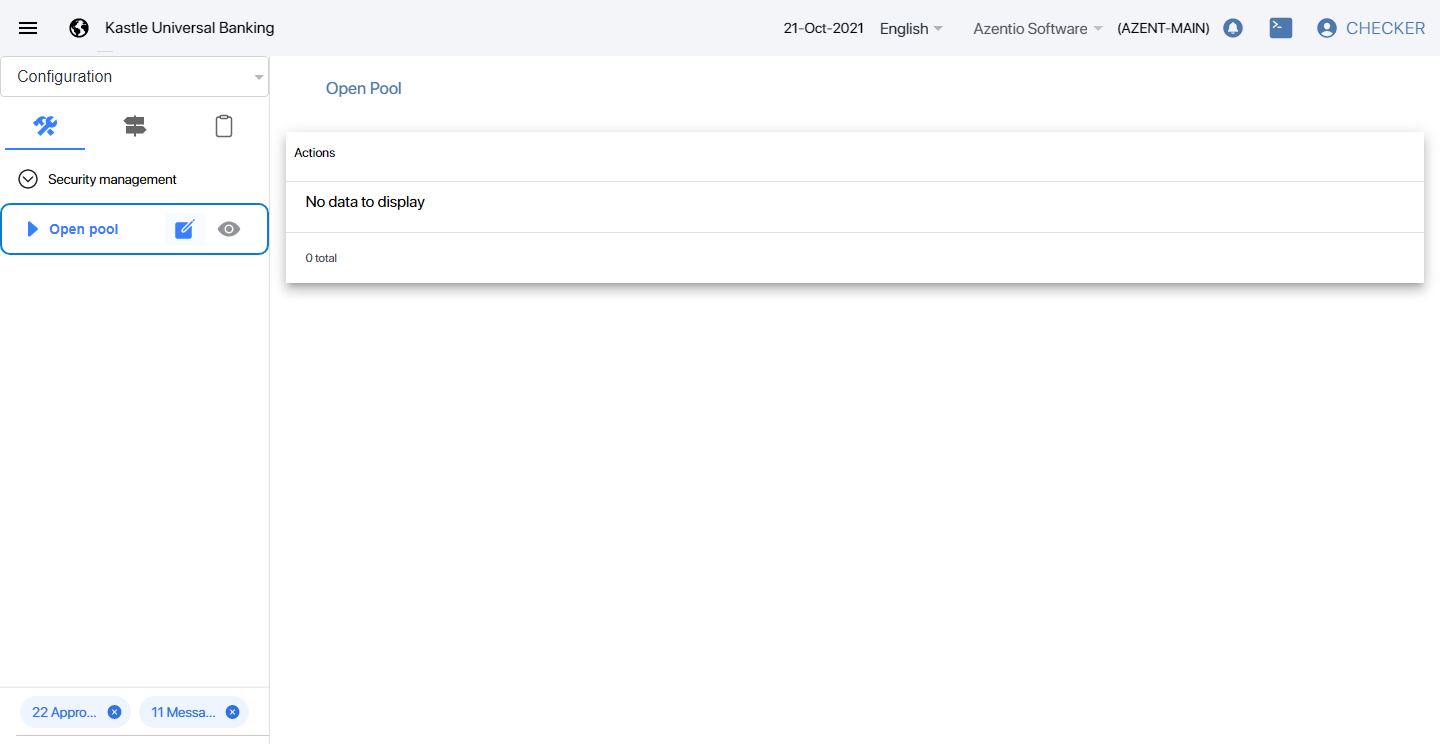 Kastle Universal Banking
21-Oct-2021 English Azentio Software (AZENT-MAIN) CHECKER
Configuration
Security management
Open pool
22 Appro... 11 Messa...
Open Pool
Actions
No data to display
0 total